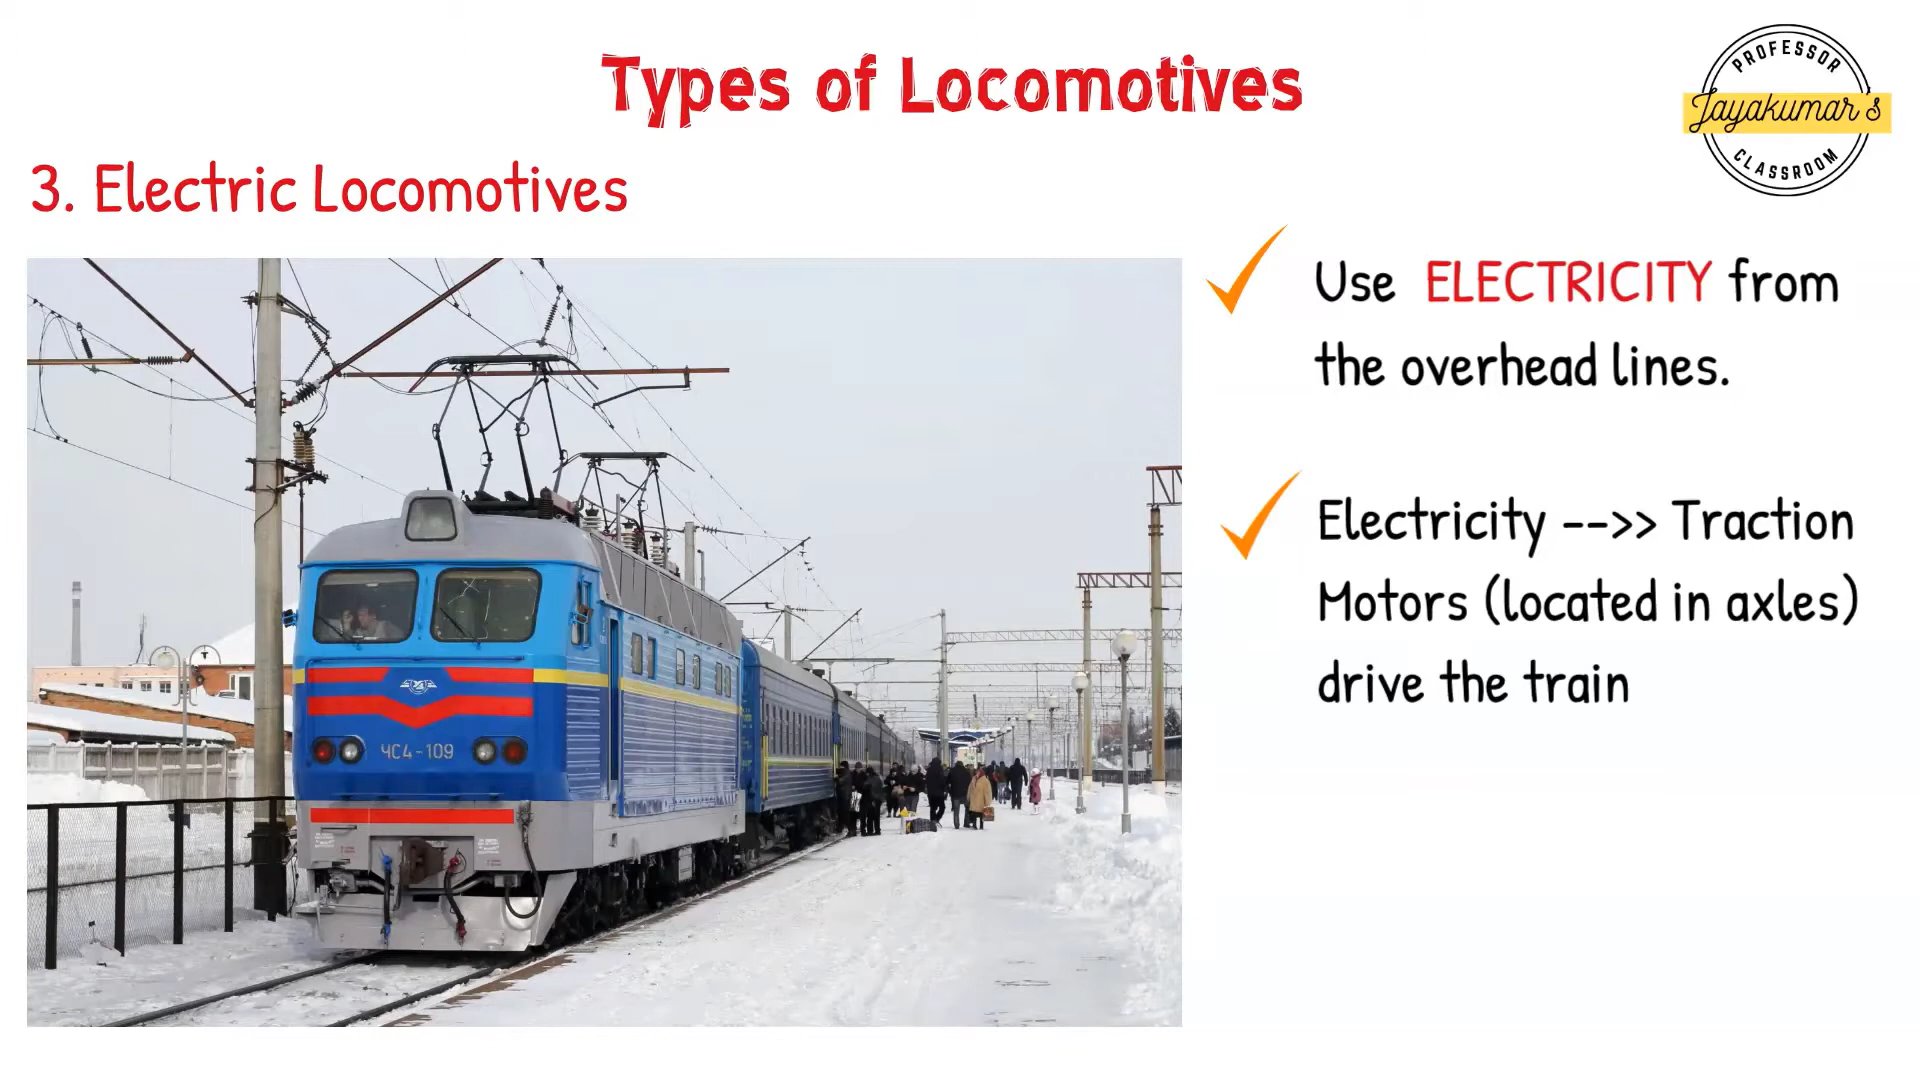 Types of Locomotives
PROFESSOR
Jayakumar's
CLASSROOM
3. Electric Locomotives
Use ELECTRICITY from
the overhead lines.
Electricity -->> Traction
Motors (located in axles)
drive the train
ЧС4-109